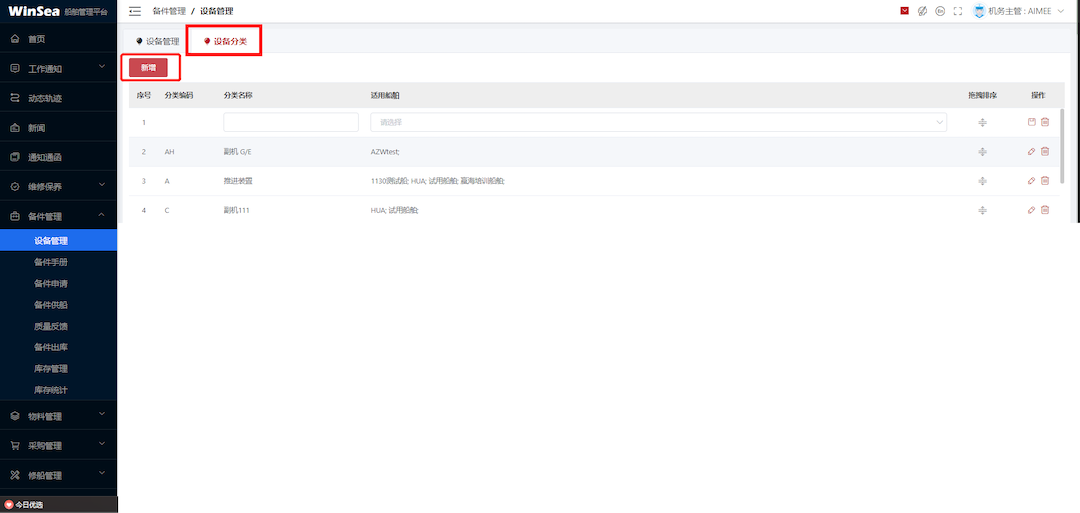 WinSea 船舶管理平台
备件管理 / 设备管理
En
机务主管 : AIMEE
首页
工作通知
动态轨迹
新闻
通知通函
维修保养
备件管理
设备管理
备件手册
备件申请
备件供船
质量反馈
备件出库
库存管理
库存统计
物料管理
采购管理
修船管理
今日优选
设备管理 设备分类
新增
序号 分类编码 分类名称 适用船舶 拖拽排序 操作
1 请选择
2 AH 副机 G/E AZWtest;
3 A 推进装置 1130测试船; HUA; 试用船舶; 嬴海培训船舶;
4 C 副机111 HUA; 试用船舶;